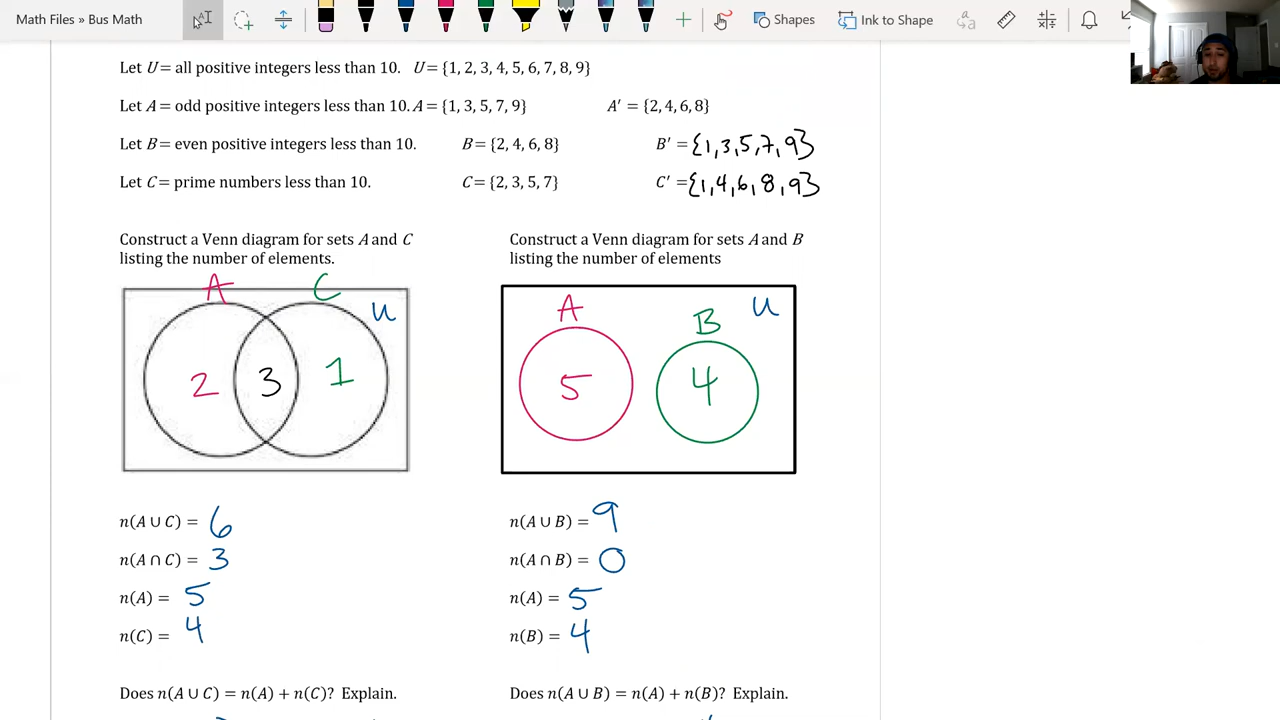 Math Files » Bus Math
Shapes
Ink to Shape
Let U = all positive integers less than 10. U = {1, 2, 3, 4, 5, 6, 7, 8, 9}
Let A = odd positive integers less than 10. A = {1, 3, 5, 7, 9} A′ = {2, 4, 6, 8}
Let B = even positive integers less than 10. B = {2, 4, 6, 8} B′ = {1,3,5,7,9}
Let C = prime numbers less than 10. C = {2, 3, 5, 7} C′ = {1,4,6,8,9}
Construct a Venn diagram for sets A and C
listing the number of elements.
A C
U
2 3 1
n(A ∪ C) = 6
n(A ∩ C) = 3
n(A) = 5
n(C) = 4
Does n(A ∪ C) = n(A) + n(C)? Explain.
Construct a Venn diagram for sets A and B
listing the number of elements
A B U
5 4
n(A ∪ B) = 9
n(A ∩ B) = 0
n(A) = 5
n(B) = 4
Does n(A ∪ B) = n(A) + n(B)? Explain.